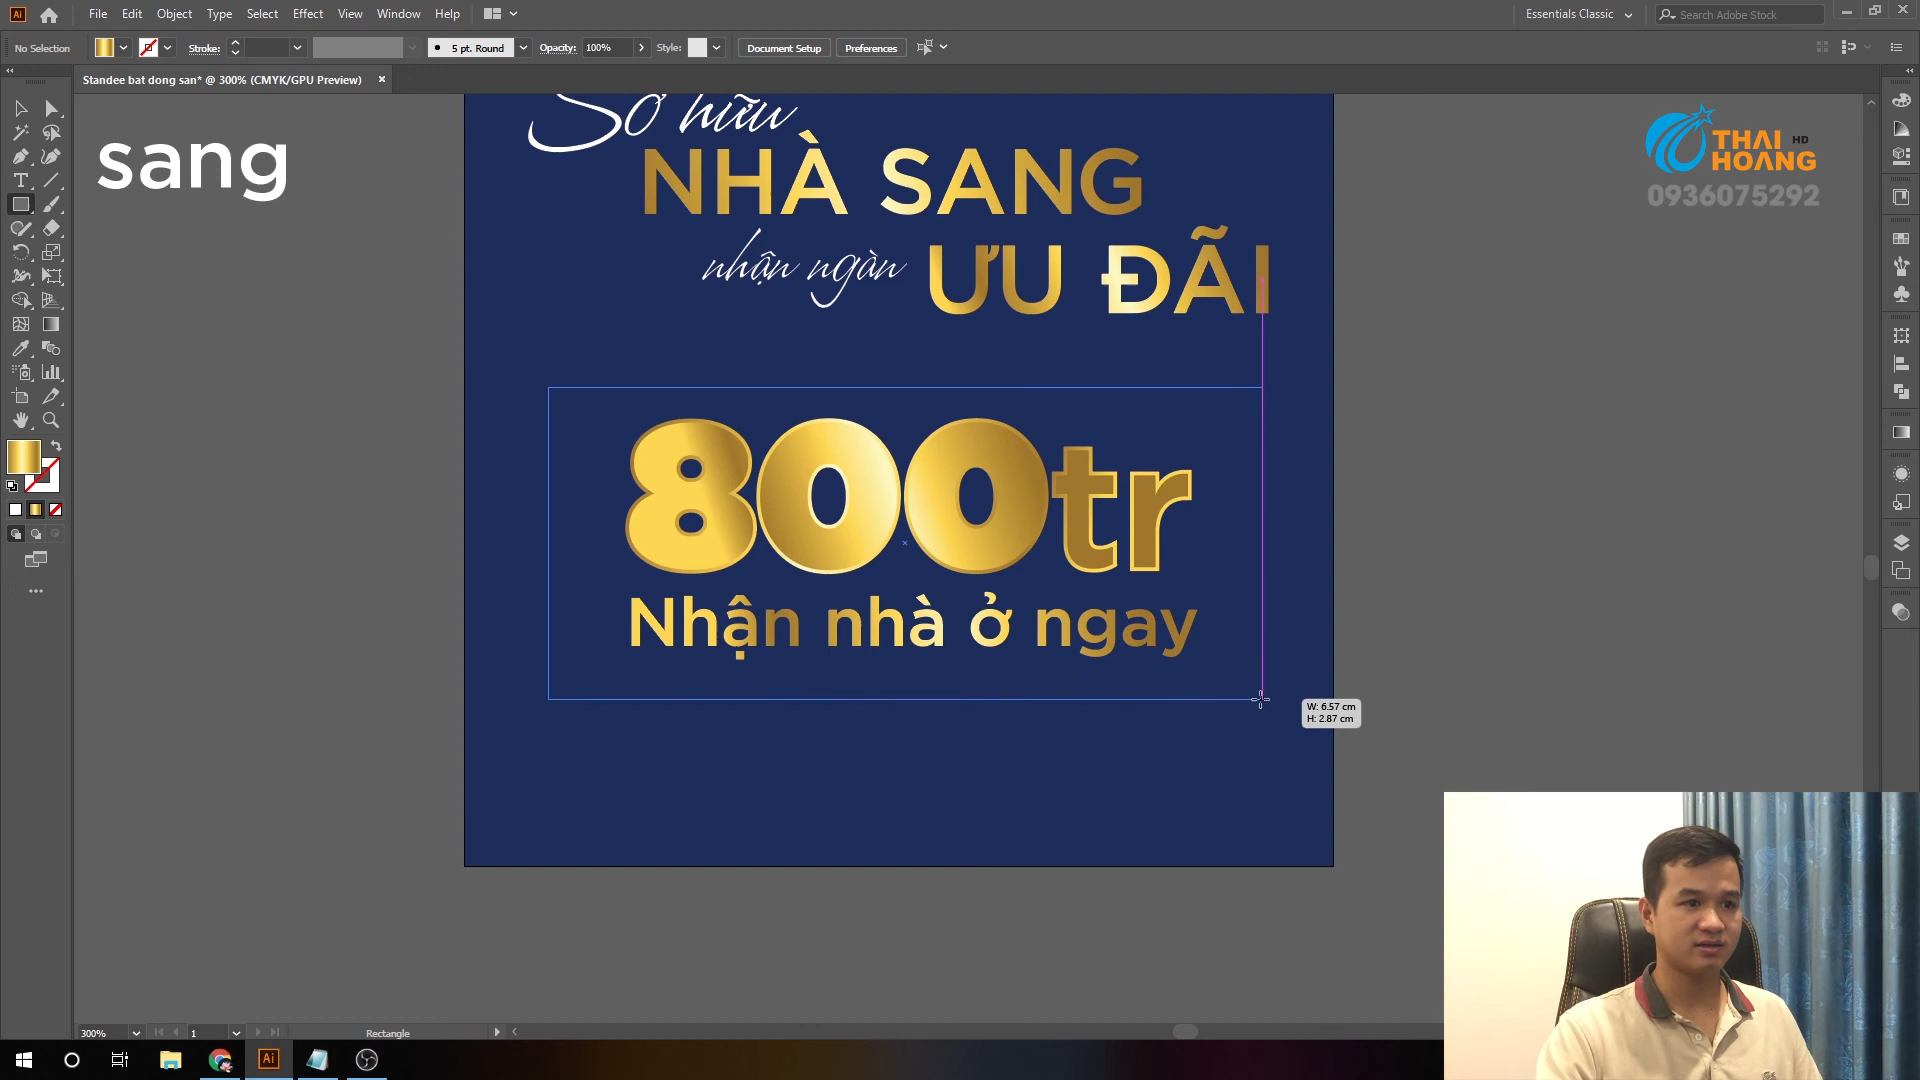 Ai File Edit Object Type Select Effect View Window Help Essentials Classic Search Adobe Stock
No Selection Stroke: 5 pt. Round Opacity: 100% Style: Document Setup Preferences
Standee bat dong san* @ 300% (CMYK/GPU Preview) ×
sang
Sở hữu
NHÀ SANG
nhận ngàn ƯU ĐÃI
800tr
Nhận nhà ở ngay
THAI HD
HOANG
0936075292
W: 6.57 cm
H: 2.87 cm
300% 1 Rectangle
Ai